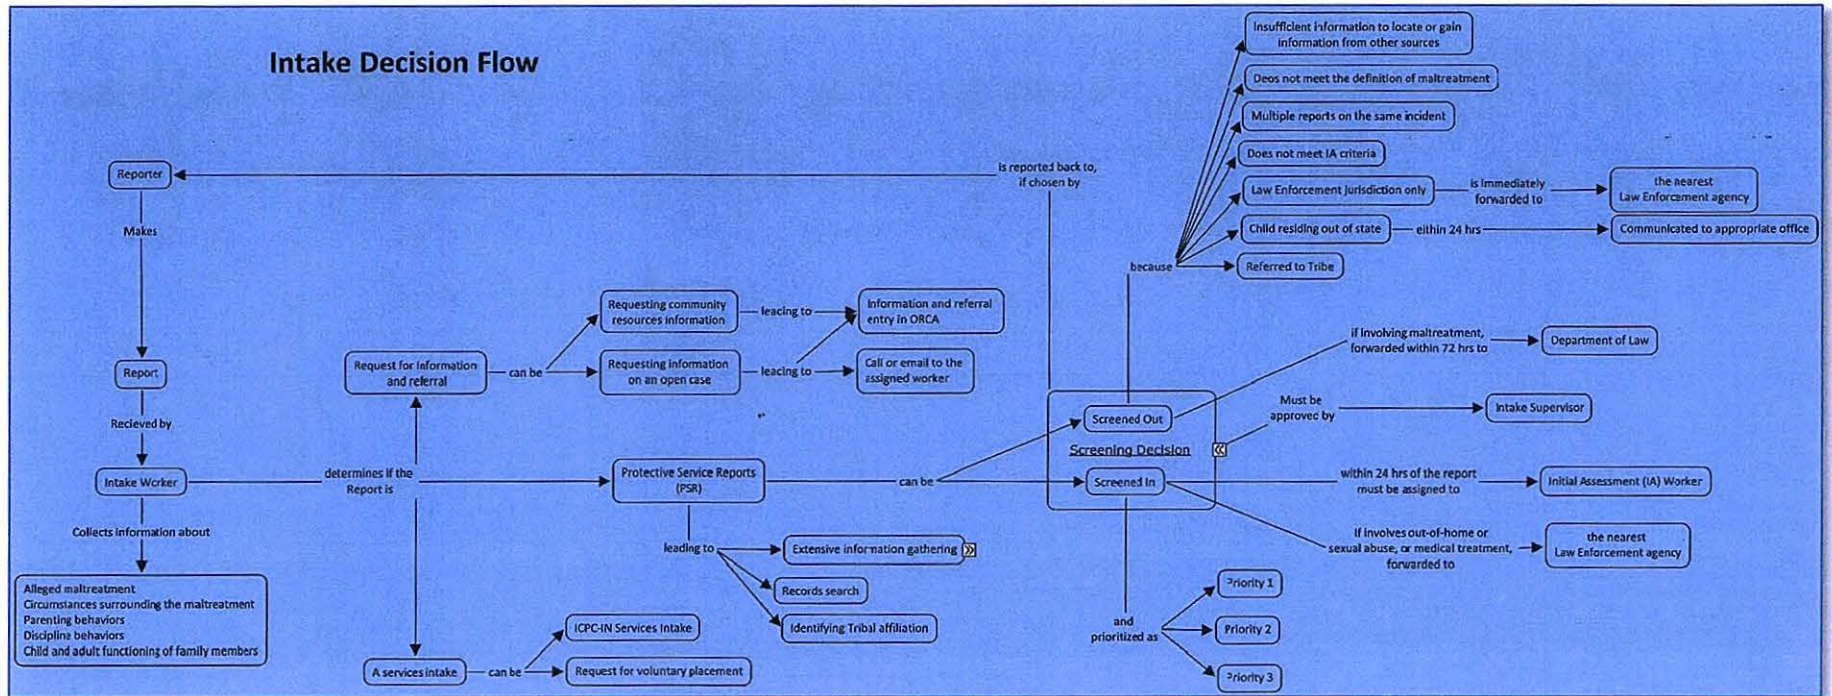 Intake Decision Flow
Reporter
Makes
Report
Recieved by
Intake Worker
Collects information about
Alleged maltreatment
Circumstances surrounding the maltreatment
Parenting behaviors
Discipline behaviors
Child and adult functioning of family members
determines if the
Report is
Request for Information
and referral
can be
Requesting community
resources information
leacing to
Information and referral
entry in ORCA
Requesting information
on an open case
leacing to
Call or email to the
assigned worker
Protective Service Reports
(PSR)
leading to
Extensive information gathering
»
Records search
Identifying Tribal affiliation
A services intake
can be
ICPC-IN Services Intake
Request for voluntary placement
can be
Screened Out
Screening Decision
«
Screened In
is reported back to,
if chosen by
because
Insufficient information to locate or gain
information from other sources
Deos not meet the definition of maltreatment
Multiple reports on the same incident
Does not meet IA criteria
Law Enforcement Jurisdiction only
is immediately
forwarded to
the nearest
Law Enforcement agency
Child residing out of state
eithin 24 hrs
Communicated to appropriate office
Referred to Tribe
if involving maltreatment,
forwarded within 72 hrs to
Department of Law
Must be
approved by
Intake Supervisor
within 24 hrs of the report
must be assigned to
Initial Assessment (IA) Worker
If involves out-of-home or
sexual abuse, or medical treatment,
forwarded to
the nearest
Law Enforcement agency
and
prioritized as
Priority 1
Priority 2
Priority 3